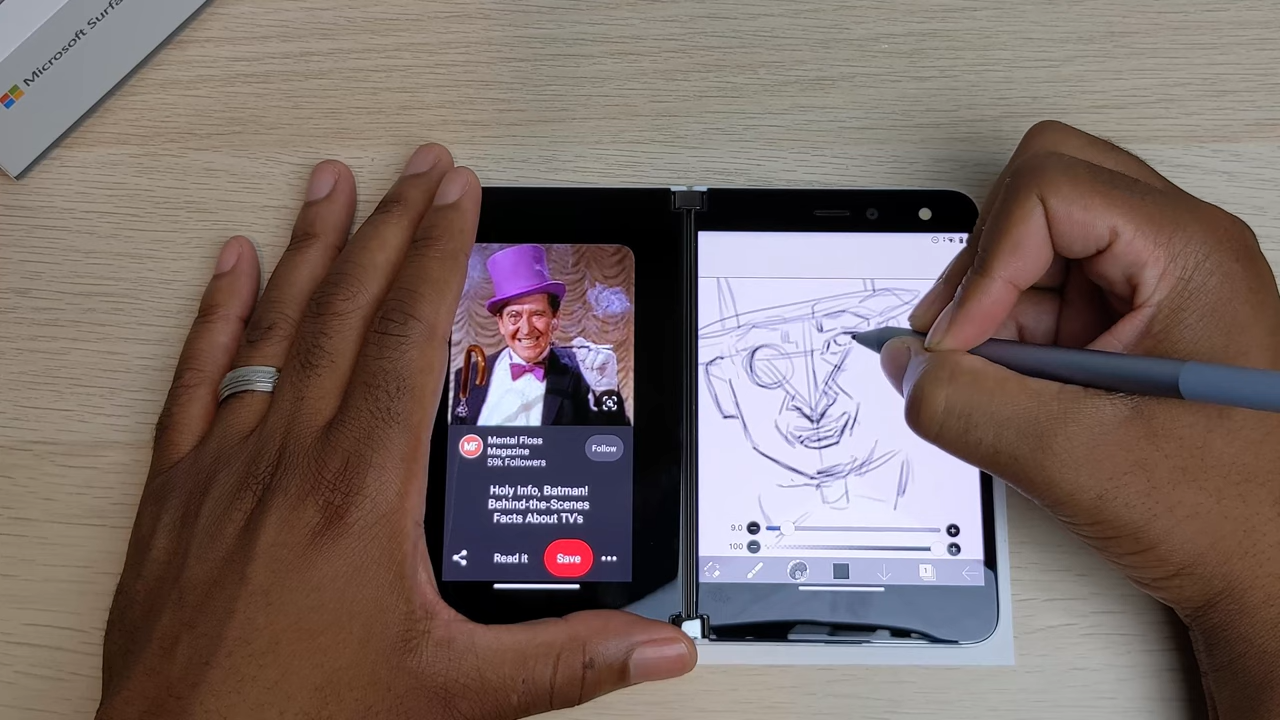 Microsoft Surfa
MF
Mental Floss
Magazine
59k Followers
Follow
Holy Info, Batman!
Behind-the-Scenes
Facts About TV's
Read it
Save
9.0
100
1